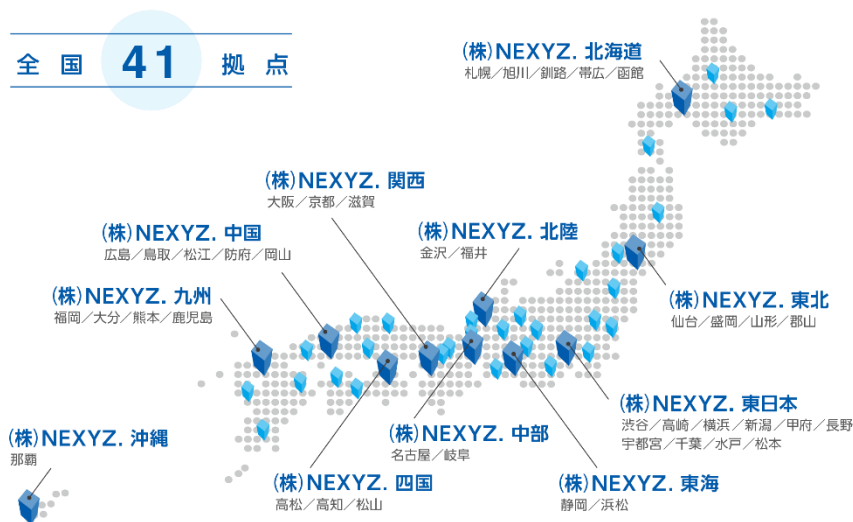 全国 41 拠点
(株)NEXYZ. 北海道
札幌／旭川／釧路／帯広／函館
(株)NEXYZ. 関西
大阪／京都／滋賀
(株)NEXYZ. 中国
広島／鳥取／松江／防府／岡山
(株)NEXYZ. 北陸
金沢／福井
(株)NEXYZ. 九州
福岡／大分／熊本／鹿児島
(株)NEXYZ. 東北
仙台／盛岡／山形／郡山
(株)NEXYZ. 東日本
渋谷／高崎／横浜／新潟／甲府／長野
宇都宮／千葉／水戸／松本
(株)NEXYZ. 沖縄
那覇
(株)NEXYZ. 中部
名古屋／岐阜
(株)NEXYZ. 四国
高松／高知／松山
(株)NEXYZ. 東海
静岡／浜松